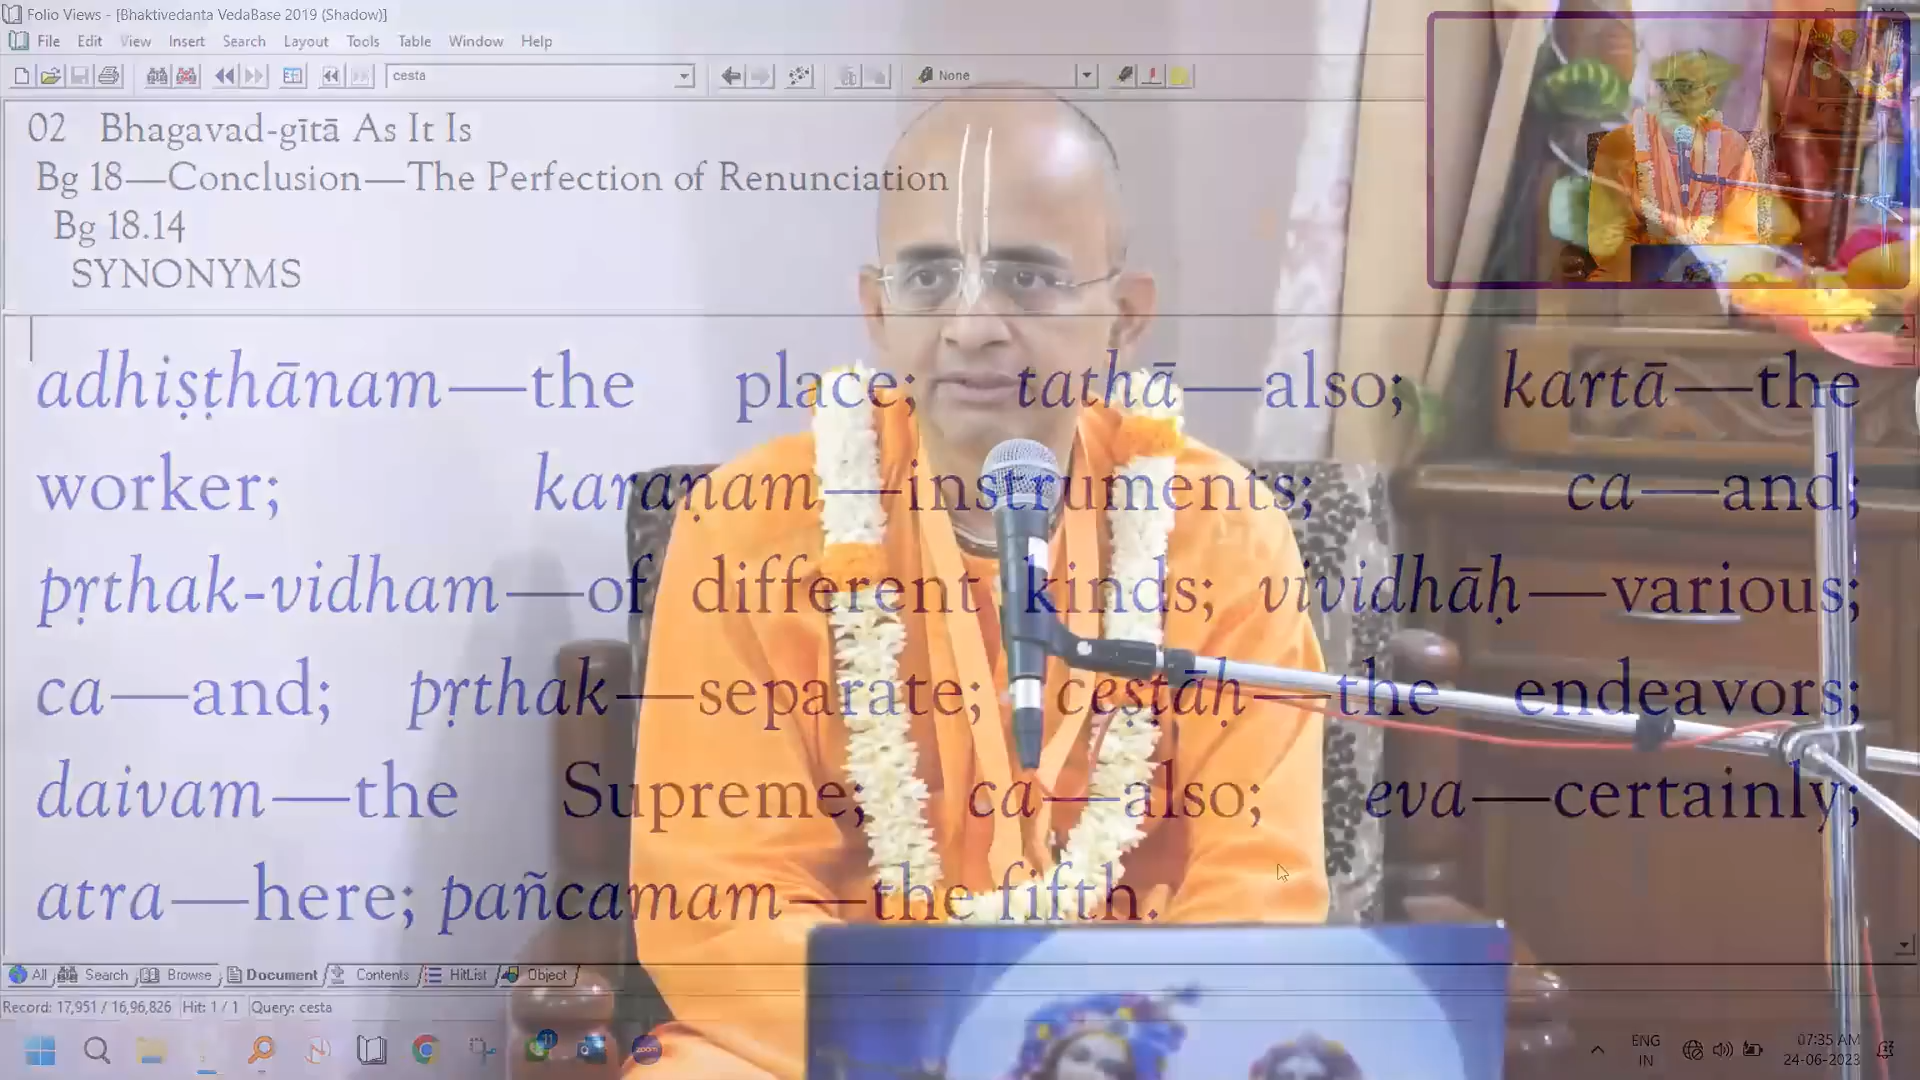 Folio Views - [Bhaktivedanta VedaBase 2019 (Shadow)]
File Edit View Insert Search Layout Tools Table Window Help
cesta None
02 Bhagavad-gītā As It Is
Bg 18—Conclusion—The Perfection of Renunciation
Bg 18.14
SYNONYMS
adhiṣṭhānam—the place; tathā—also; kartā—the
worker; karaṇam—instruments; ca—and;
pṛthak-vidham—of different kinds; vividhāḥ—various;
ca—and; pṛthak—separate; ceṣṭāḥ—the endeavors;
daivam—the Supreme; ca—also; eva—certainly;
atra—here; pañcamam—the fifth.
All Search Browse Document Contents HitList Object
Record: 17,951 / 16,96,826 Hit: 1 / 1 Query: cesta
ENG 07:35 AM
IN 24-06-2023